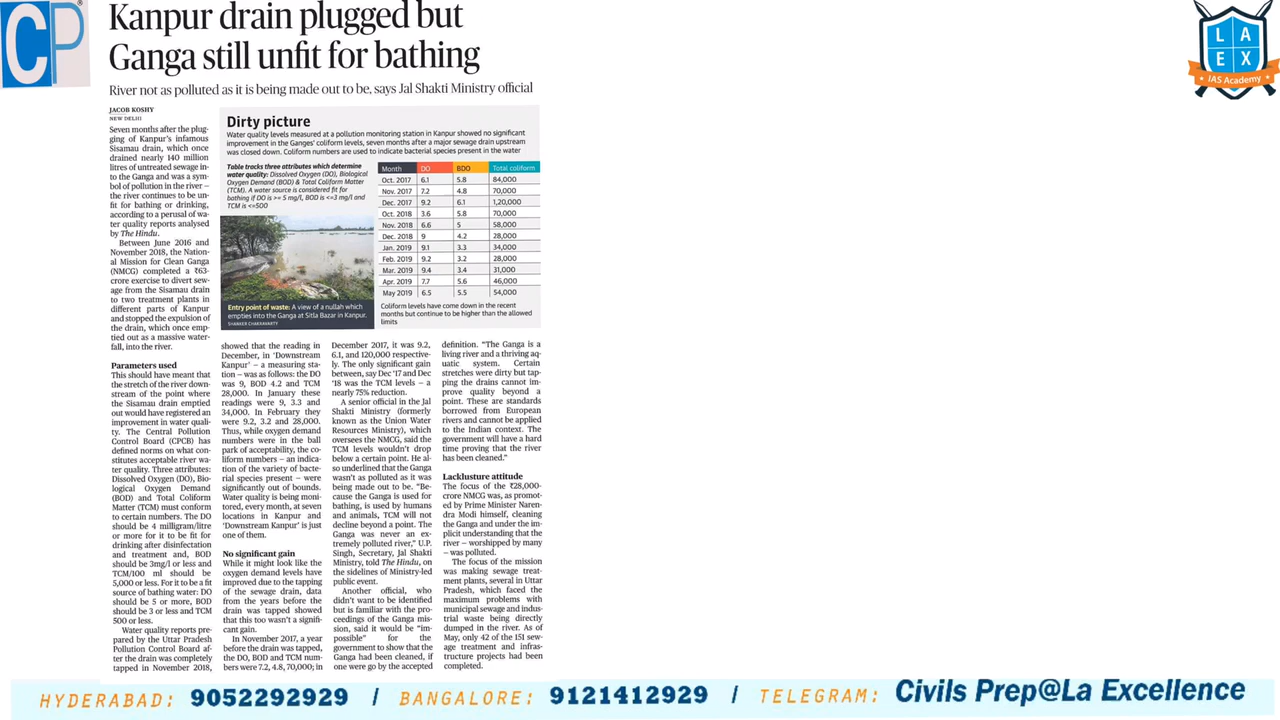 CP
®
Kanpur drain plugged but
Ganga still unfit for bathing
River not as polluted as it is being made out to be, says Jal Shakti Ministry official
L A
E X
IAS Academy
JACOB KOSHY
NEW DELHI
Seven months after the plug-
ging of Kanpur's infamous
Sisamau drain, which once
drained nearly 140 million
litres of untreated sewage in-
to the Ganga and was a sym-
bol of pollution in the river –
the river continues to be un-
fit for bathing or drinking,
according to a perusal of wa-
ter quality reports analysed
by The Hindu.
Between June 2016 and
November 2018, the Nation-
al Mission for Clean Ganga
(NMCG) completed a ₹63-
crore exercise to divert sew-
age from the Sisamau drain
to two treatment plants in
different parts of Kanpur
and stopped the expulsion of
the drain, which once emp-
tied out as a massive water-
fall, into the river.
Parameters used
This should have meant that
the stretch of the river down-
stream of the point where
the Sisamau drain emptied
out would have registered an
improvement in water quali-
ty. The Central Pollution
Control Board (CPCB) has
defined norms on what con-
stitutes acceptable river wa-
ter quality. Three attributes:
Dissolved Oxygen (DO), Bio-
logical Oxygen Demand
(BOD) and Total Coliform
Matter (TCM) must conform
to certain numbers. The DO
should be 4 milligram/litre
or more for it to be fit for
drinking after disinfection
and treatment and, BOD
should be 3mg/l or less and
TCM/100 ml should be
5,000 or less. For it to be a fit
source of bathing water: DO
should be 5 or more, BOD
should be 3 or less and TCM
500 or less.
Water quality reports pre-
pared by the Uttar Pradesh
Pollution Control Board af-
ter the drain was completely
tapped in November 2018,
Dirty picture
Water quality levels measured at a pollution monitoring station in Kanpur showed no significant
improvement in the Ganges' coliform levels, seven months after a major sewage drain upstream
was closed down. Coliform numbers are used to indicate bacterial species present in the water
Table tracks three attributes which determine
water quality: Dissolved Oxygen (DO), Biological
Oxygen Demand (BD) & Total Coliform Matter
(TCM). A water source is considered fit for
bathing if DO is >= 5 mg/l, BOD is <=3 mg/l and
TCM is <=500
Month DO BDO Total coliform
Oct. 2017 6.1 5.8 84,000
Nov. 2017 7.2 4.8 70,000
Dec. 2017 9.2 6.1 1,20,000
Oct. 2018 3.6 5.8 70,000
Nov. 2018 6.6 5 58,000
Dec. 2018 9 4.2 28,000
Jan. 2019 9.1 3.3 34,000
Feb. 2019 9.2 3.2 28,000
Mar. 2019 9.4 3.4 31,000
Apr. 2019 7.7 5.6 46,000
May 2019 6.5 5.5 54,000
Entry point of waste: A view of a nullah which
empties into the Ganga at Sitla Bazar in Kanpur.
SHANKER CHAKRAVARTY
Coliform levels have come down in the recent
months but continue to be higher than the allowed
limits
showed that the reading in
December, in 'Downstream
Kanpur' – a measuring sta-
tion – was as follows: the DO
was 9, BOD 4.2 and TCM
28,000. In January these
readings were 9, 3.3 and
34,000. In February they
were 9.2, 3.2 and 28,000.
Thus, while oxygen demand
numbers were in the ball
park of acceptability, the co-
liform numbers – an indica-
tion of the variety of bacte-
rial species present – were
significantly out of bounds.
Water quality is being moni-
tored, every month, at seven
locations in Kanpur and
'Downstream Kanpur' is just
one of them.
No significant gain
While it might look like the
oxygen demand levels have
improved due to the tapping
of the sewage drain, data
from the years before the
drain was tapped showed
that this too wasn't a signifi-
cant gain.
In November 2017, a year
before the drain was tapped,
the DO, BOD and TCM num-
bers were 7.2, 4.8, 70,000; in
December 2017, it was 9.2,
6.1, and 120,000 respective-
ly. The only significant gain
between, say Dec '17 and Dec
'18 was the TCM levels – a
nearly 75% reduction.
A senior official in the Jal
Shakti Ministry (formerly
known as the Union Water
Resources Ministry), which
oversees the NMCG, said the
TCM levels wouldn't drop
below a certain point. He al-
so underlined that the Ganga
wasn't as polluted as it was
being made out to be. "Be-
cause the Ganga is used for
bathing, is used by humans
and animals, TCM will not
decline beyond a point. The
Ganga was never an ex-
tremely polluted river," U.P.
Singh, Secretary, Jal Shakti
Ministry, told The Hindu, on
the sidelines of Ministry-led
public event.
Another official, who
didn't want to be identified
but is familiar with the pro-
ceedings of the Ganga mis-
sion, said it would be "im-
possible" for the
government to show that the
Ganga had been cleaned, if
one were go by the accepted
definition. "The Ganga is a
living river and a thriving aq-
uatic system. Certain
stretches were dirty but tap-
ping the drains cannot im-
prove quality beyond a
point. These are standards
borrowed from European
rivers and cannot be applied
to the Indian context. The
government will have a hard
time proving that the river
has been cleaned."
Lacklusture attitude
The focus of the ₹28,000-
crore NMCG was, as promot-
ed by Prime Minister Naren-
dra Modi himself, cleaning
the Ganga and under the im-
plicit understanding that the
river – worshipped by many
– was polluted.
The focus of the mission
was making sewage treat-
ment plants, several in Uttar
Pradesh, which faced the
maximum problems with
municipal sewage and indus-
trial waste being directly
dumped in the river. As of
May, only 42 of the 151 sew-
age treatment and infras-
tructure projects had been
completed.
HYDERABAD: 9052292929 / BANGALORE: 9121412929 / TELEGRAM: Civils Prep@La Excellence